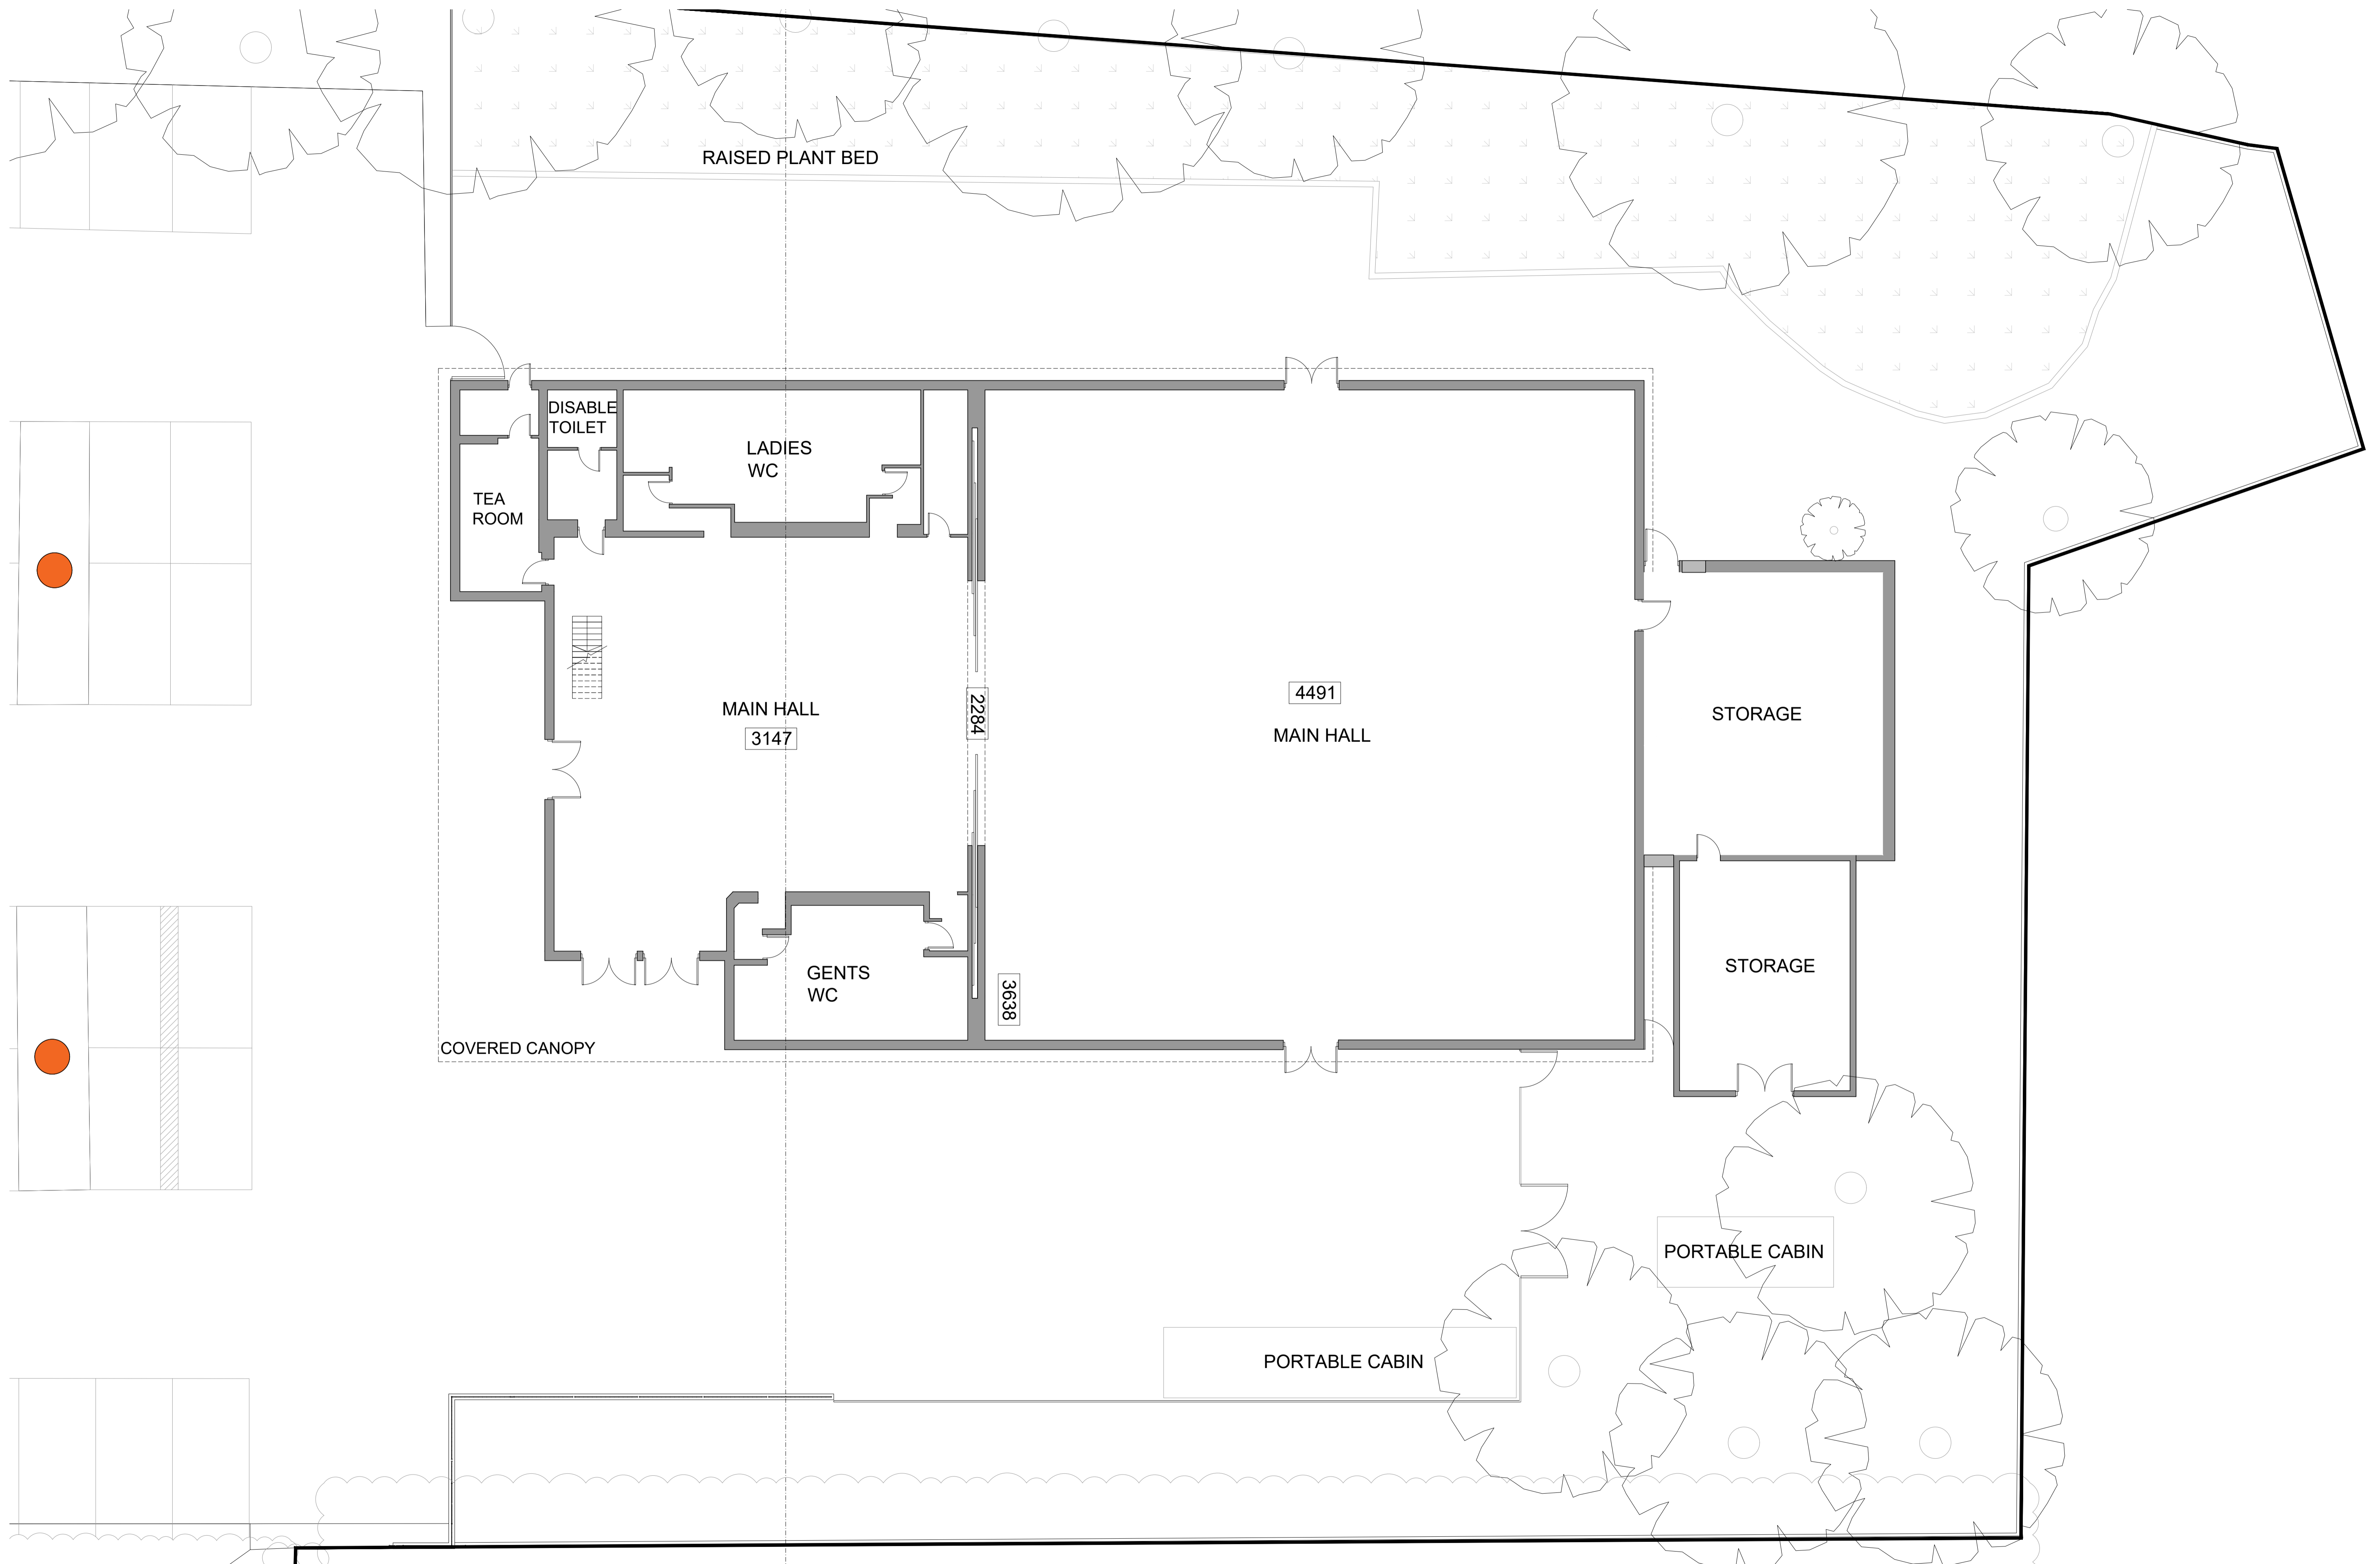 RAISED PLANT BED
DISABLE
TOILET
LADIES
WC
TEA
ROOM
MAIN HALL
3147
2284
4491
MAIN HALL
STORAGE
STORAGE
GENTS
WC
3638
COVERED CANOPY
PORTABLE CABIN
PORTABLE CABIN